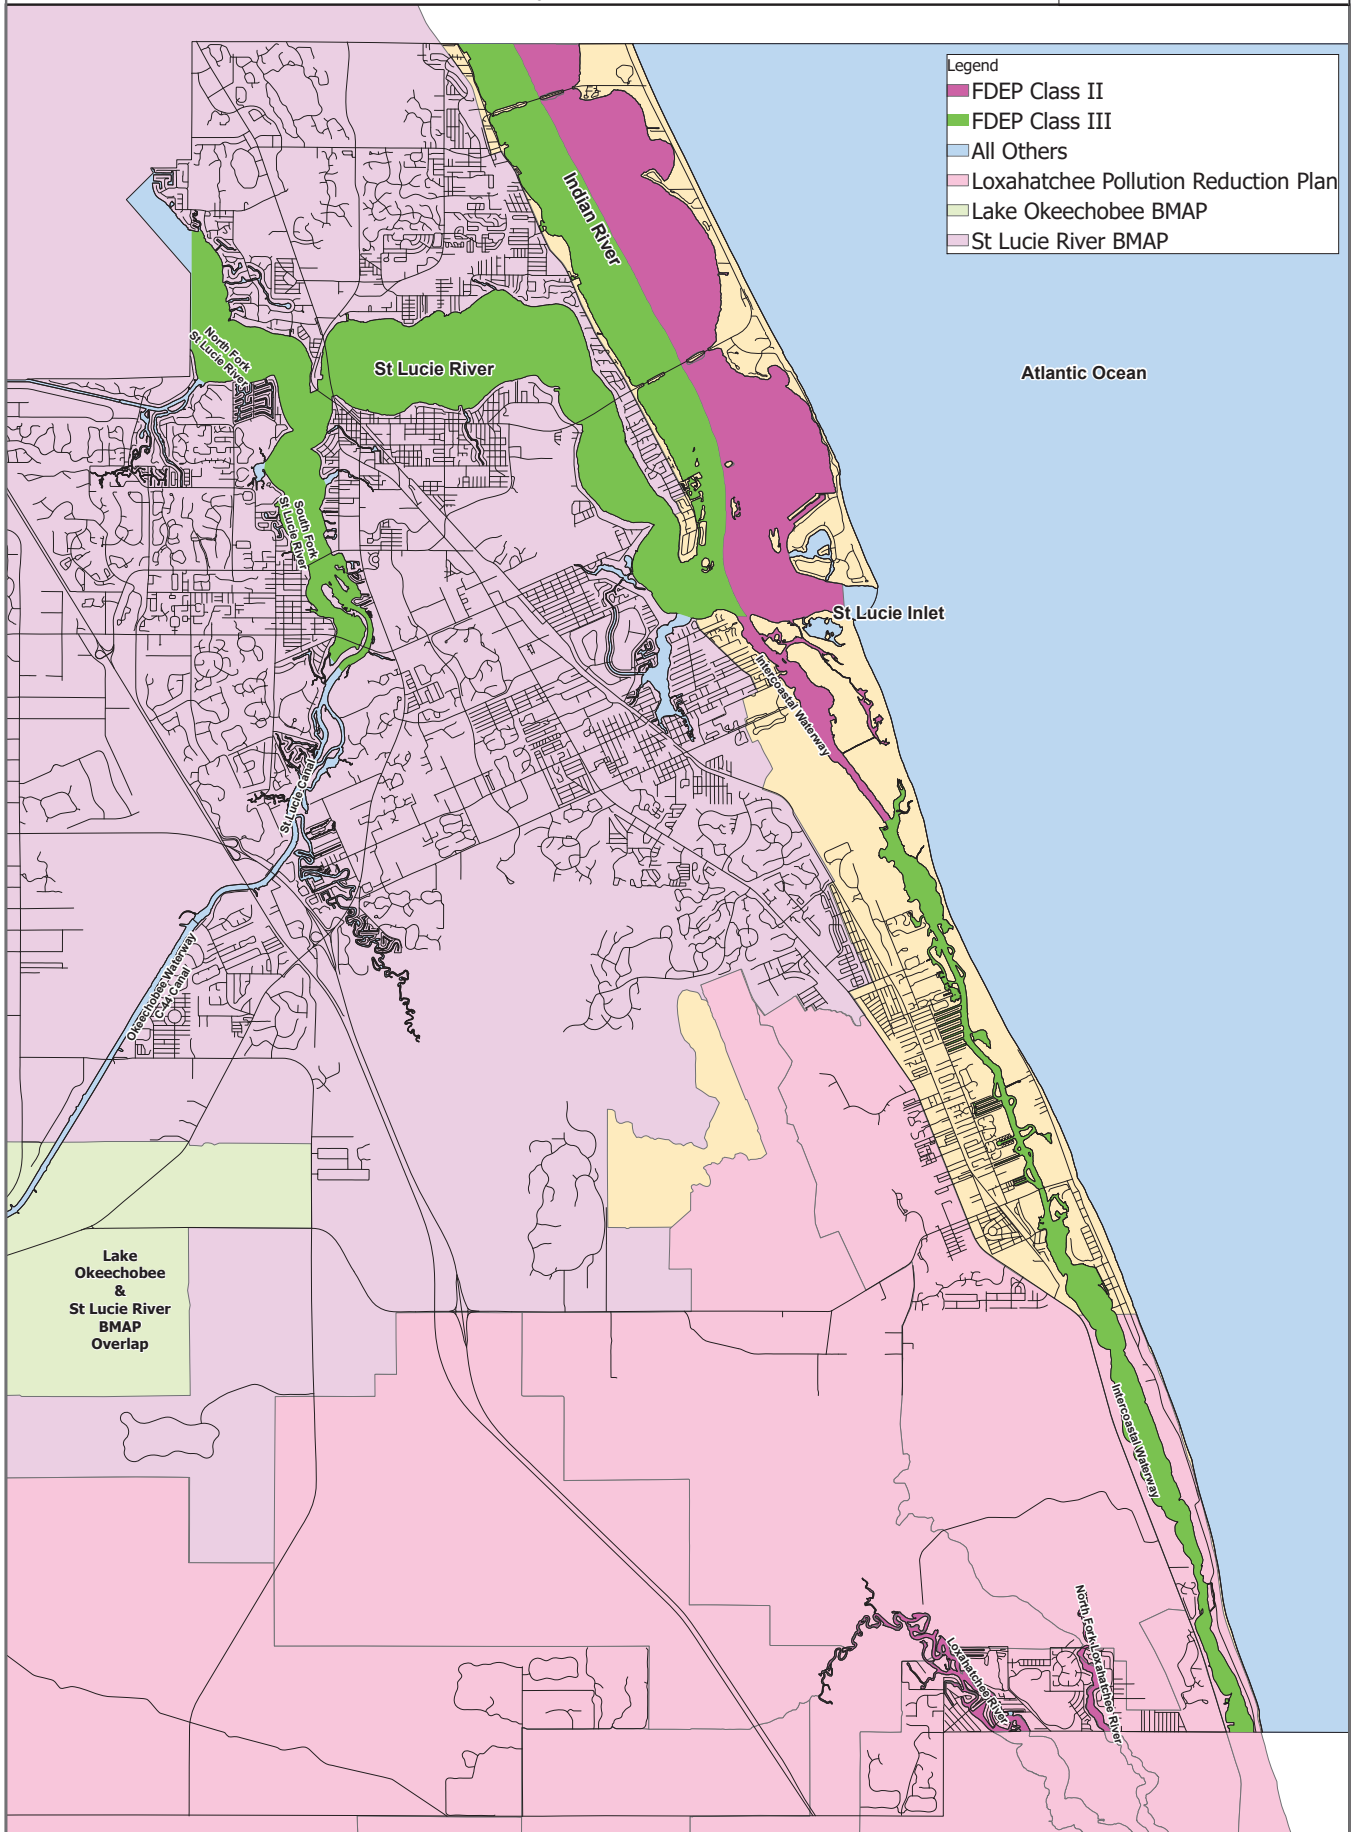 Legend
FDEP Class II
FDEP Class III
All Others
Loxahatchee Pollution Reduction Plan
Lake Okeechobee BMAP
St Lucie River BMAP
Indian River
North Fork
St Lucie River
St Lucie River
Atlantic Ocean
South Fork
St Lucie River
St Lucie Inlet
Intercoastal Waterway
St Lucie Canal
Okeechobee Waterway
C-44 Canal
Lake
Okeechobee
&
St Lucie River
BMAP
Overlap
Intercoastal Waterway
Loxahatchee River
North Fork Loxahatchee River